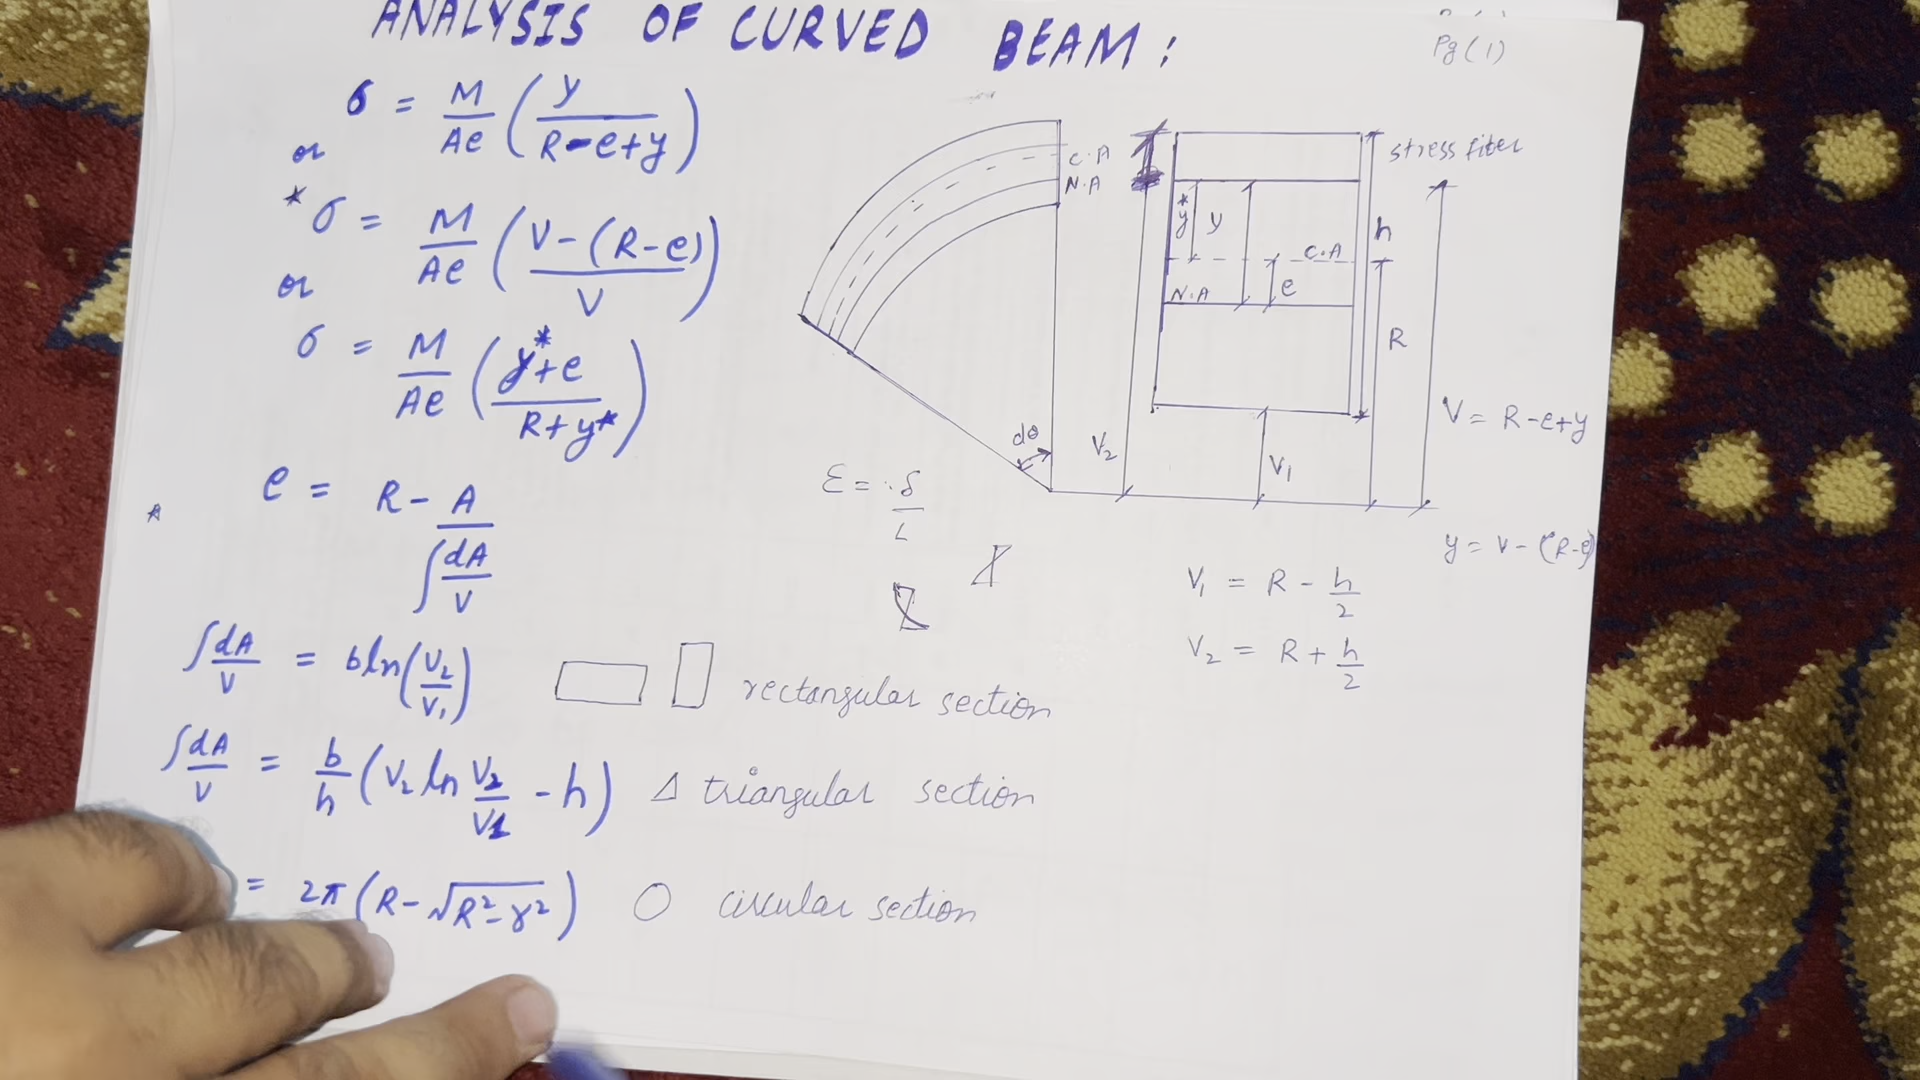 ANALYSIS OF CURVED BEAM :
Pg(1)
σ = M/Ae (y/(R-e+y))
or
* σ = M/Ae ((V-(R-e))/V)
or
σ = M/Ae ((y*+e)/(R+y*))
e = R - A/∫dA/V
∫dA/V = b ln(V₂/V₁) rectangular section
∫dA/V = b/h (V₂ ln V₂/V1 - h) Δ triangular section
= 2π (R-√R²-r²) ○ circular section
C.A
N.A
dθ
ε = δ/L
stress fiber
y*
y
C.A
h
N.A
e
R
V₂
V₁
V = R-e+y
y = V-(R-e)
V₁ = R - h/2
V₂ = R + h/2